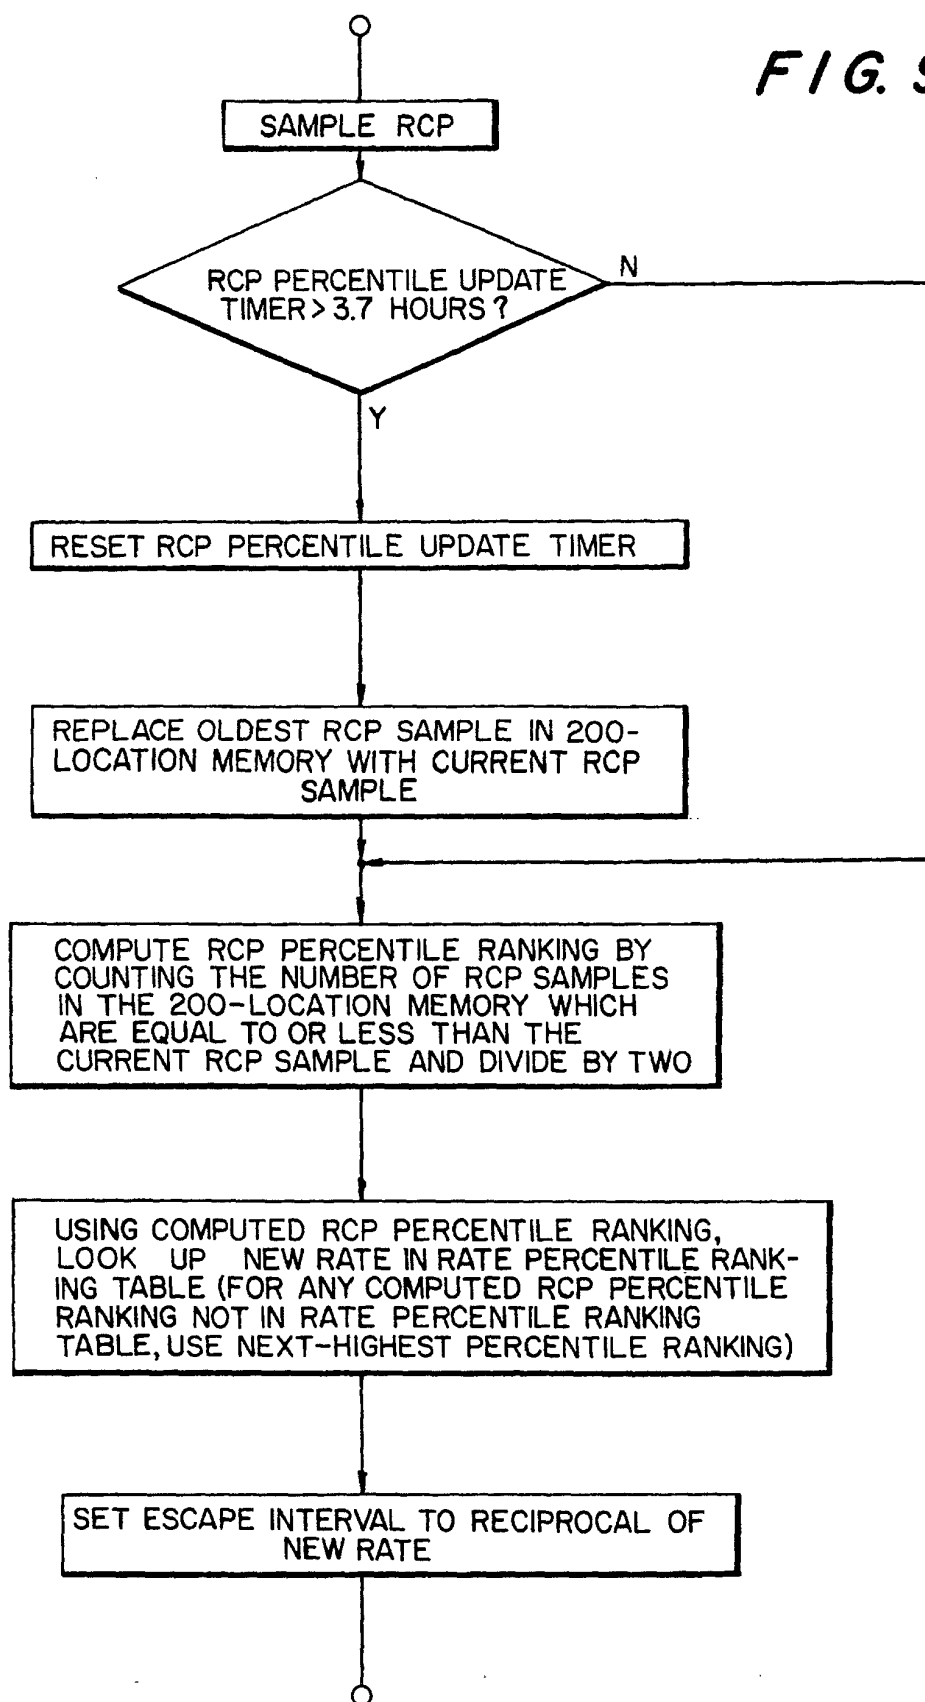 FIG.
SAMPLE RCP
RCP PERCENTILE UPDATE
TIMER > 3.7 HOURS ?
N
Y
RESET RCP PERCENTILE UPDATE TIMER
REPLACE OLDEST RCP SAMPLE IN 200-
LOCATION MEMORY WITH CURRENT RCP
SAMPLE
COMPUTE RCP PERCENTILE RANKING BY
COUNTING THE NUMBER OF RCP SAMPLES
IN THE 200-LOCATION MEMORY WHICH
ARE EQUAL TO OR LESS THAN THE
CURRENT RCP SAMPLE AND DIVIDE BY TWO
USING COMPUTED RCP PERCENTILE RANKING,
LOOK UP NEW RATE IN RATE PERCENTILE RANK-
ING TABLE (FOR ANY COMPUTED RCP PERCENTILE
RANKING NOT IN RATE PERCENTILE RANKING
TABLE, USE NEXT-HIGHEST PERCENTILE RANKING)
SET ESCAPE INTERVAL TO RECIPROCAL OF
NEW RATE